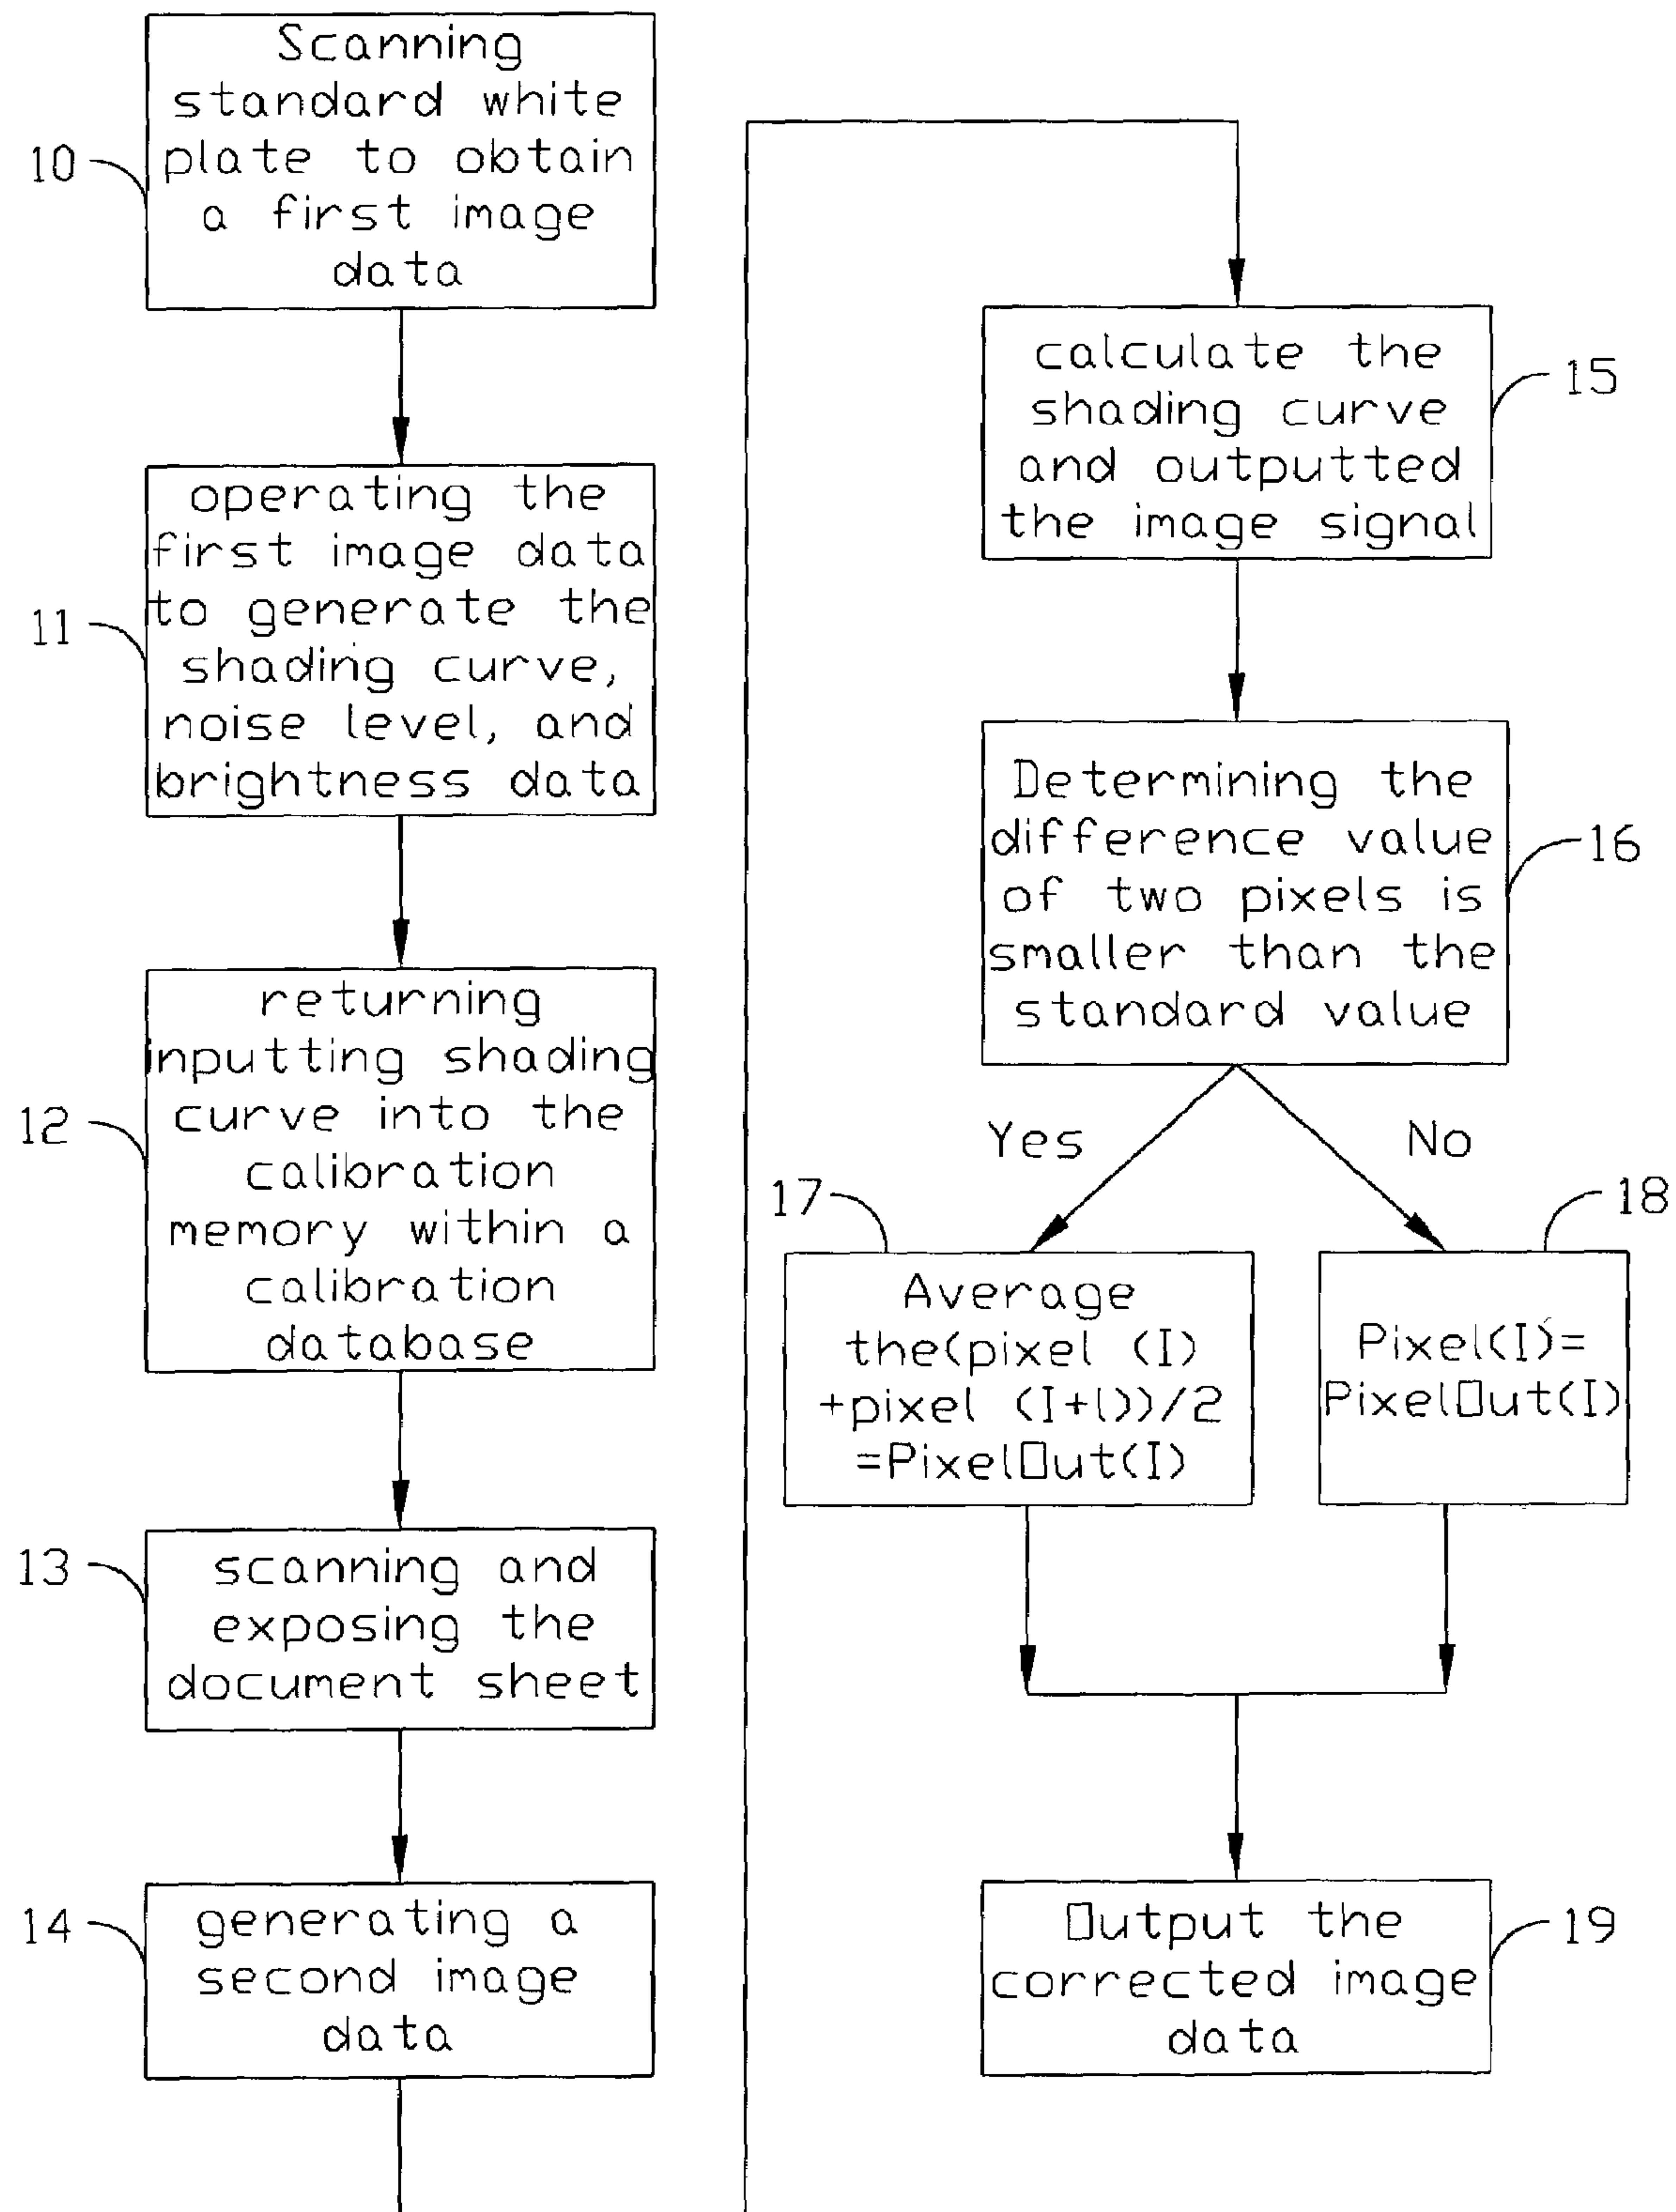 Scanning
standard white
plate to obtain
a first image
data
10
operating the
first image data
to generate the
shading curve,
noise level, and
brightness data
11
returning
inputting shading
curve into the
calibration
memory within a
calibration
database
12
scanning and
exposing the
document sheet
13
generating a
second image
data
14
calculate the
shading curve
and outputted
the image signal
15
Determining the
difference value
of two pixels is
smaller than the
standard value
16
Yes
No
17
Average
the(pixel (I)
+pixel (I+l))/2
=PixelOut(I)
18
Pixel(I)=
PixelOut(I)
Output the
corrected image
data
19